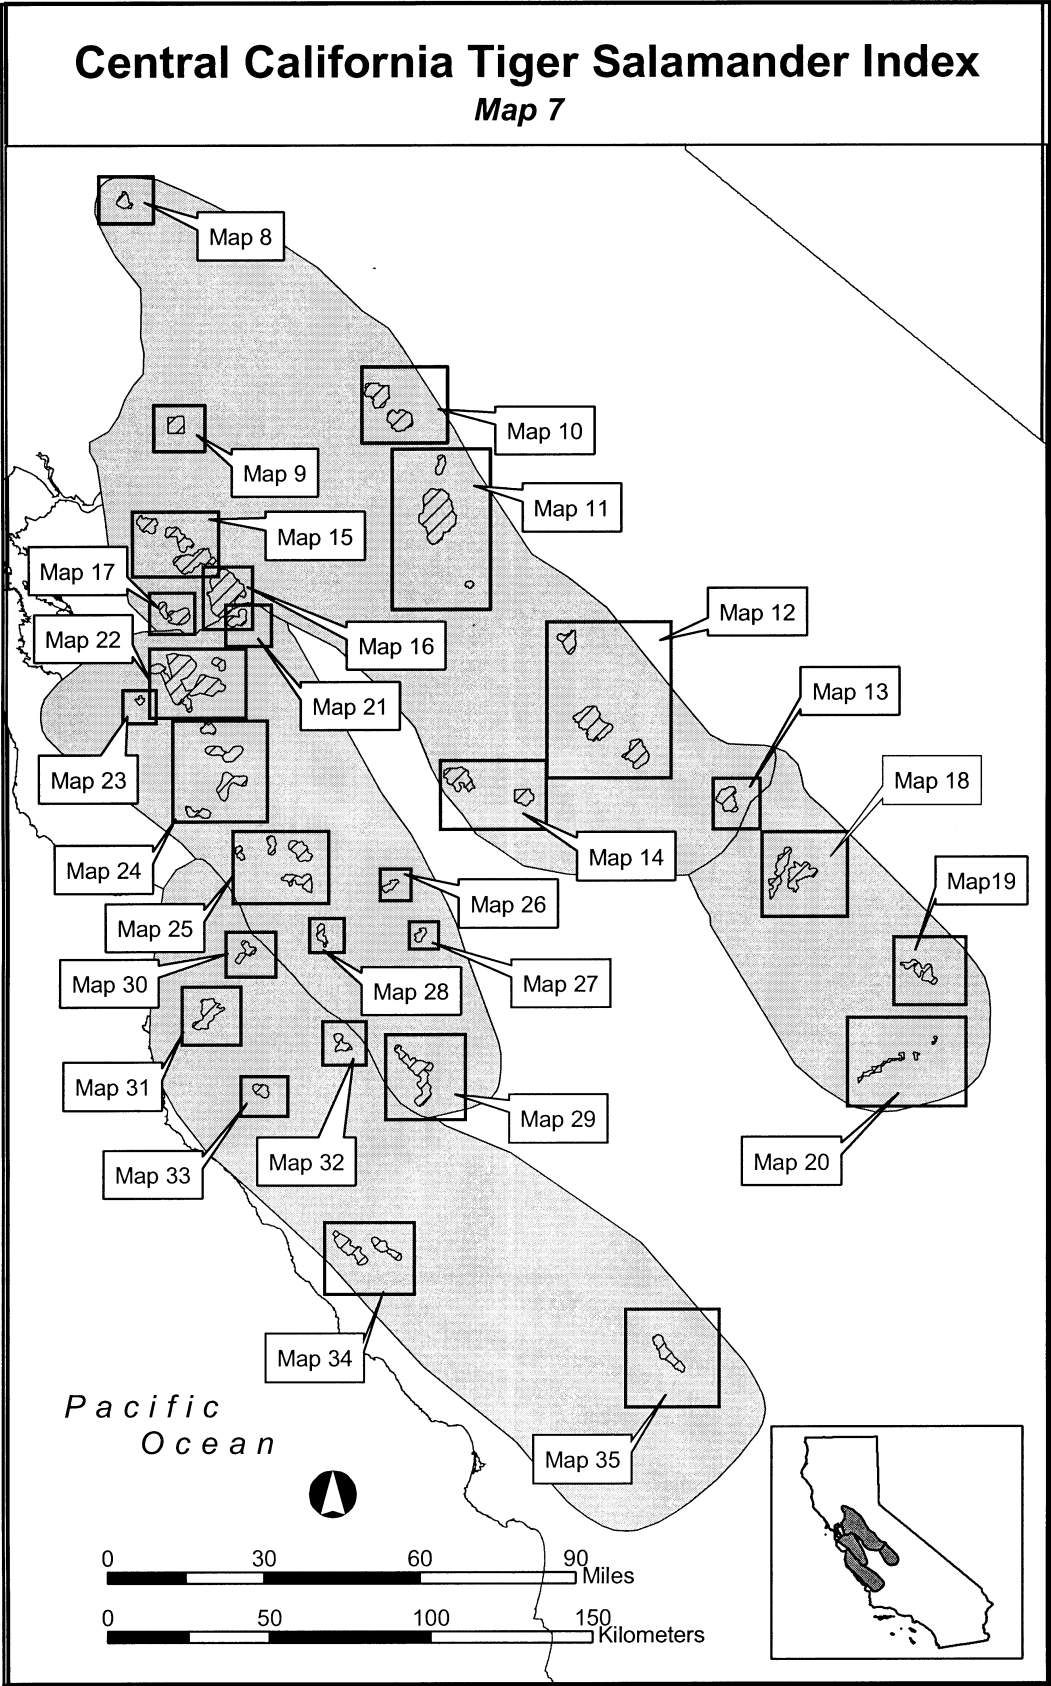 Central California Tiger Salamander Index
Map 7
Map 8
Map 10
Map 9
Map 11
Map 15
Map 17
Map 12
Map 22
Map 16
Map 13
Map 21
Map 23
Map 18
Map 14
Map 24
Map19
Map 26
Map 25
Map 30
Map 28
Map 27
Map 31
Map 29
Map 32
Map 33
Map 20
Map 34
Pacific
Ocean
Map 35
0 30 60 90
Miles
0 50 100 150
Kilometers